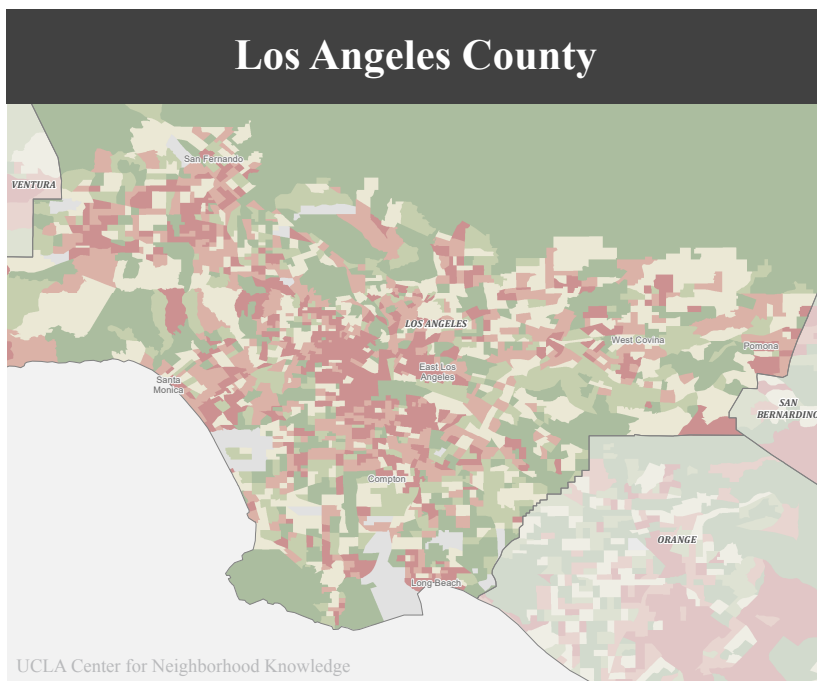 Los Angeles County
San Fernando
VENTURA
LOS ANGELES
West Covina
Pomona
East Los
Angeles
Santa
Monica
SAN
BERNARDINO
Compton
ORANGE
Long Beach
UCLA Center for Neighborhood Knowledge